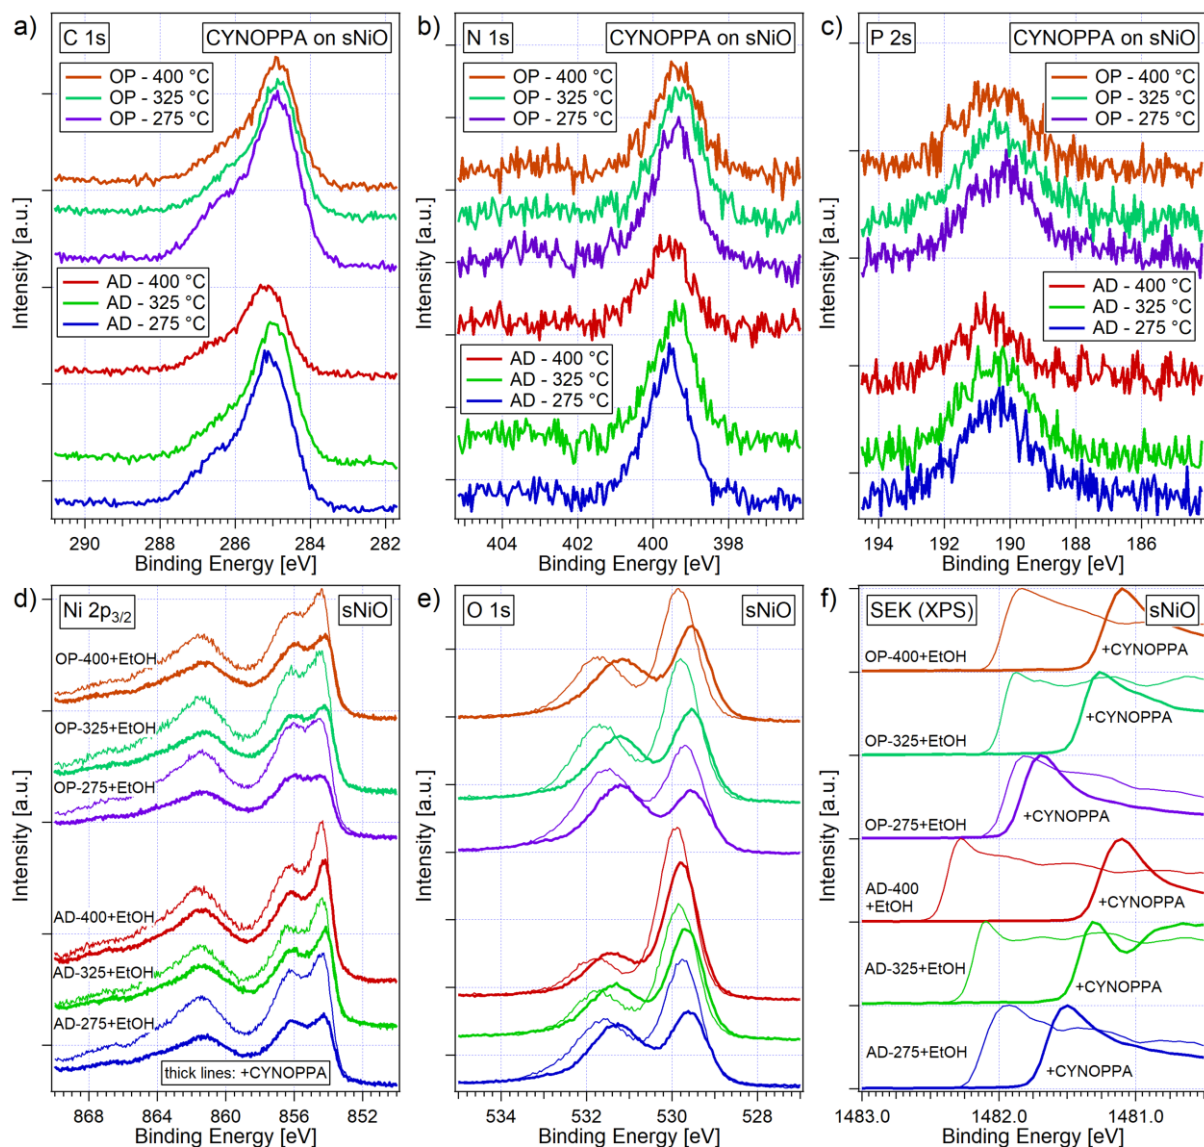 a)
C 1s
CYNOPPA on sNiO
OP - 400 °C
OP - 325 °C
OP - 275 °C
AD - 400 °C
AD - 325 °C
AD - 275 °C
Intensity [a.u.]
290 288 286 284 282
Binding Energy [eV]
b)
N 1s
CYNOPPA on sNiO
OP - 400 °C
OP - 325 °C
OP - 275 °C
AD - 400 °C
AD - 325 °C
AD - 275 °C
Intensity [a.u.]
404 402 400 398
Binding Energy [eV]
c)
P 2s
CYNOPPA on sNiO
OP - 400 °C
OP - 325 °C
OP - 275 °C
AD - 400 °C
AD - 325 °C
AD - 275 °C
Intensity [a.u.]
194 192 190 188 186
Binding Energy [eV]
d)
Ni 2p3/2
sNiO
OP-400+EtOH
OP-325+EtOH
OP-275+EtOH
AD-400+EtOH
AD-325+EtOH
AD-275+EtOH
thick lines: +CYNOPPA
Intensity [a.u.]
868 864 860 856 852
Binding Energy [eV]
e)
O 1s
sNiO
Intensity [a.u.]
534 532 530 528
Binding Energy [eV]
f)
SEK (XPS)
sNiO
+CYNOPPA
OP-400+EtOH
+CYNOPPA
OP-325+EtOH
+CYNOPPA
OP-275+EtOH
AD-400
+EtOH
+CYNOPPA
AD-325+EtOH
+CYNOPPA
AD-275+EtOH
+CYNOPPA
Intensity [a.u.]
1483.0 1482.0 1481.0
Binding Energy [eV]